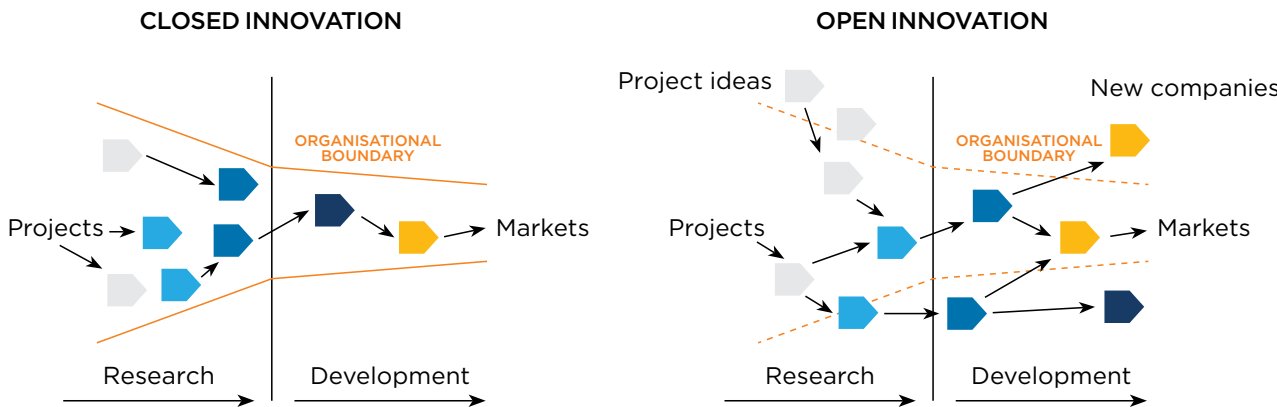 CLOSED INNOVATION
ORGANISATIONAL
BOUNDARY
Projects
Markets
Research
Development
OPEN INNOVATION
Project ideas
New companies
ORGANISATIONAL
BOUNDARY
Projects
Markets
Research
Development